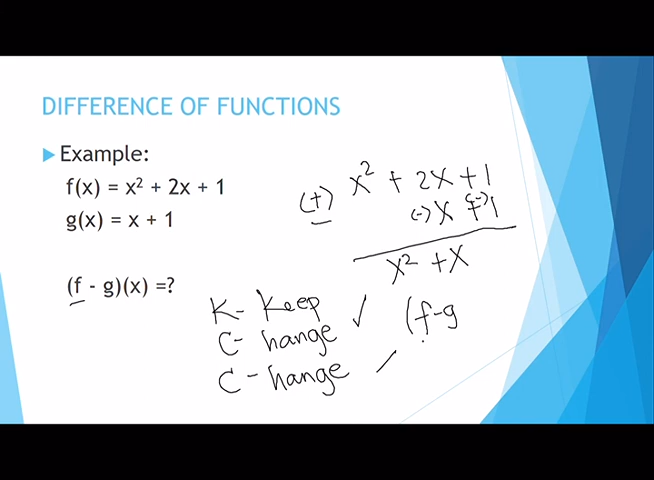 DIFFERENCE OF FUNCTIONS
Example:
f(x) = x² + 2x + 1
g(x) = x + 1
(f - g)(x) =?
x² + 2x + 1
(+)
(-)x (-)+1
x² + x
K- Keep
C- hange
C- hange
(f-g